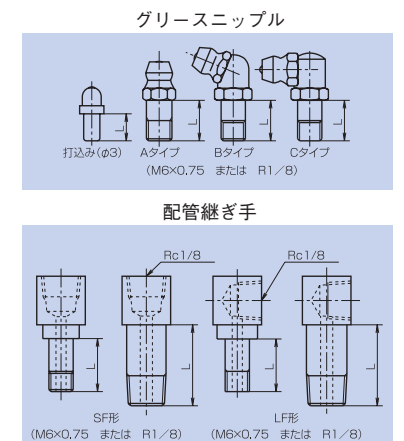 グリースニップル
L L L L
打込み(φ3) Aタイプ Bタイプ Cタイプ
(M6×0.75 または R1/8)
配管継ぎ手
Rc1/8 Rc1/8
L L L L
SF形 LF形
(M6×0.75 または R1/8) (M6×0.75 または R1/8)